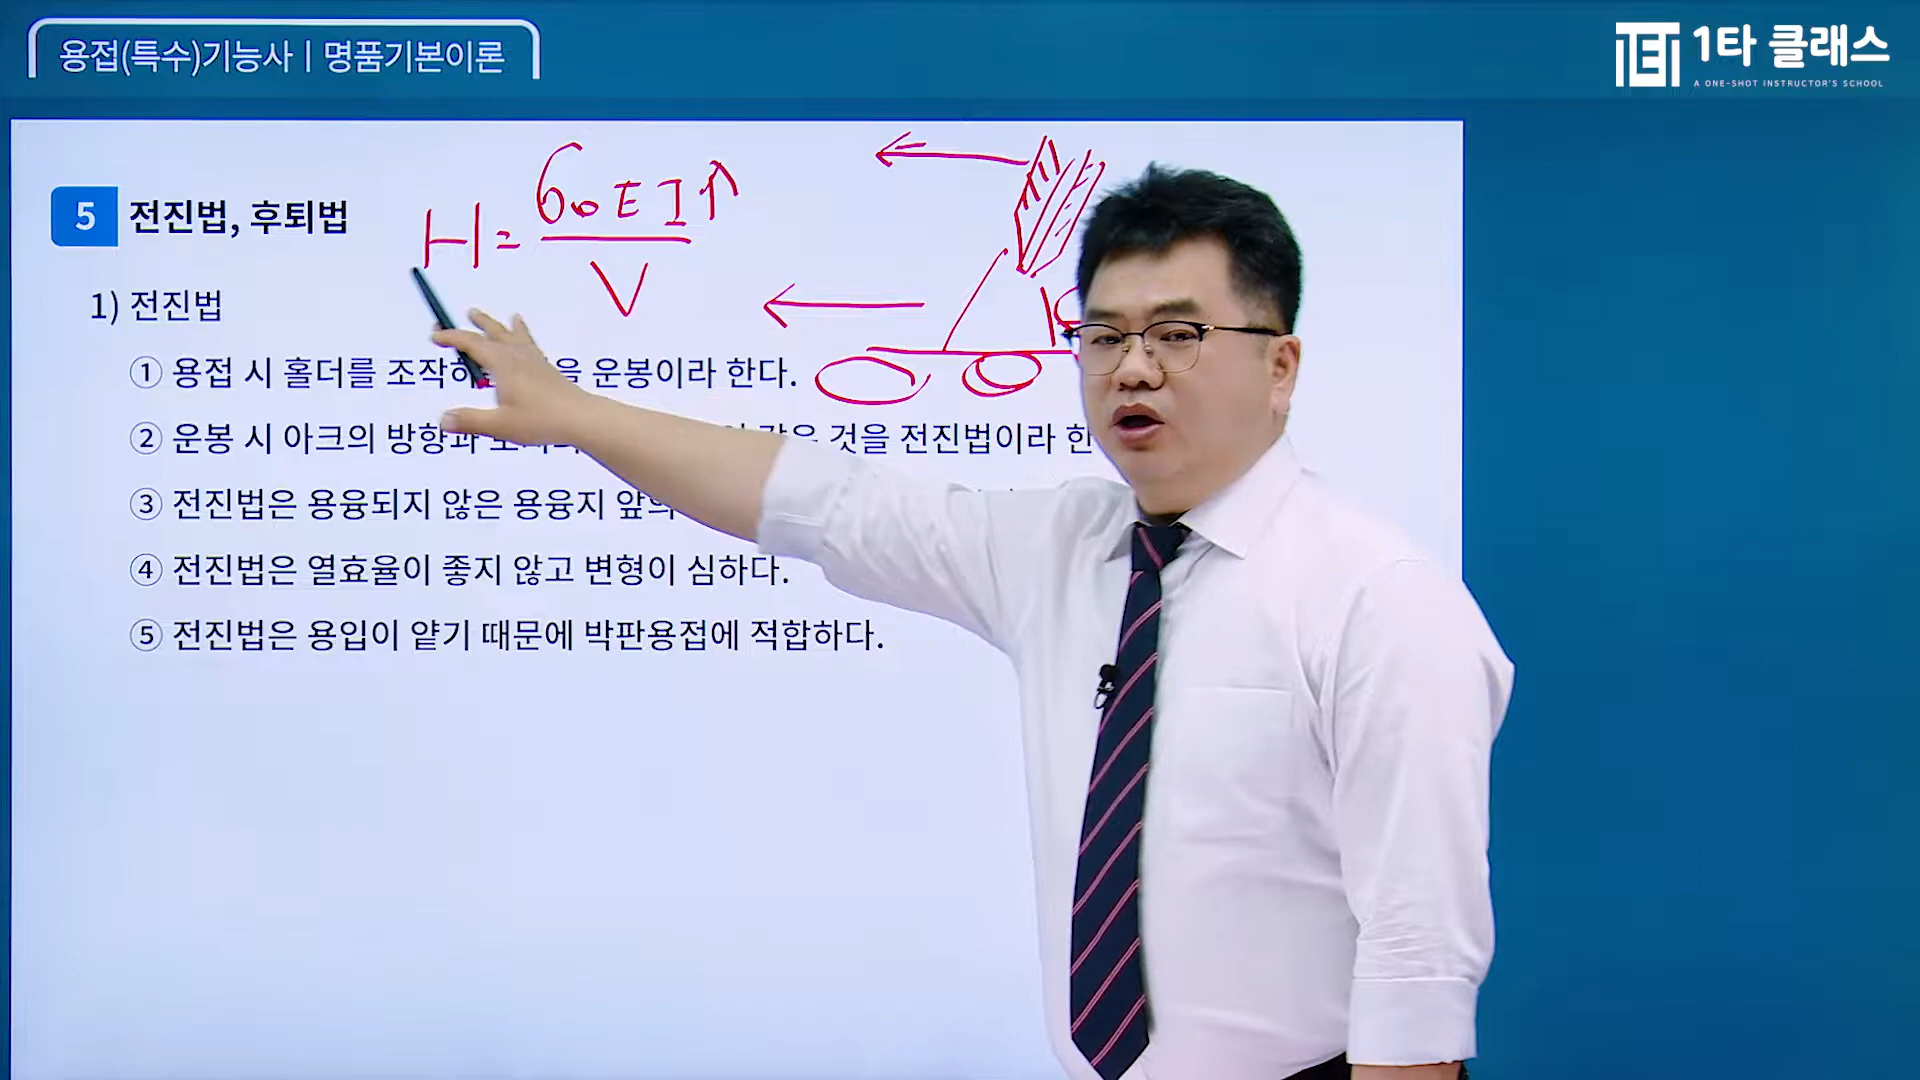 용접(특수)기능사 | 명품기본이론
1타 클래스
A ONE-SHOT INSTRUCTOR'S SCHOOL
5 전진법, 후퇴법
H = 60EI↑ / V
1) 전진법
① 용접 시 홀더를 운봉이라 한다.
② 운봉 시 아크의 방향과 것을 전진법이라
③ 전진법은 용융되지 않은 용융지 앞의
④ 전진법은 열효율이 좋지 않고 변형이 심하다.
⑤ 전진법은 용입이 얕기 때문에 박판용접에 적합하다.